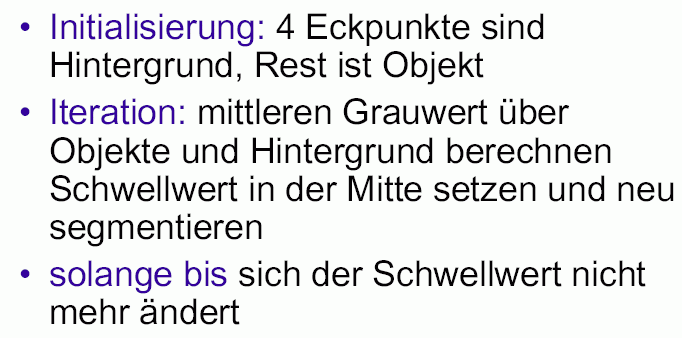 • Initialisierung: 4 Eckpunkte sind
Hintergrund, Rest ist Objekt
• Iteration: mittleren Grauwert über
Objekte und Hintergrund berechnen
Schwellwert in der Mitte setzen und neu
segmentieren
• solange bis sich der Schwellwert nicht
mehr ändert